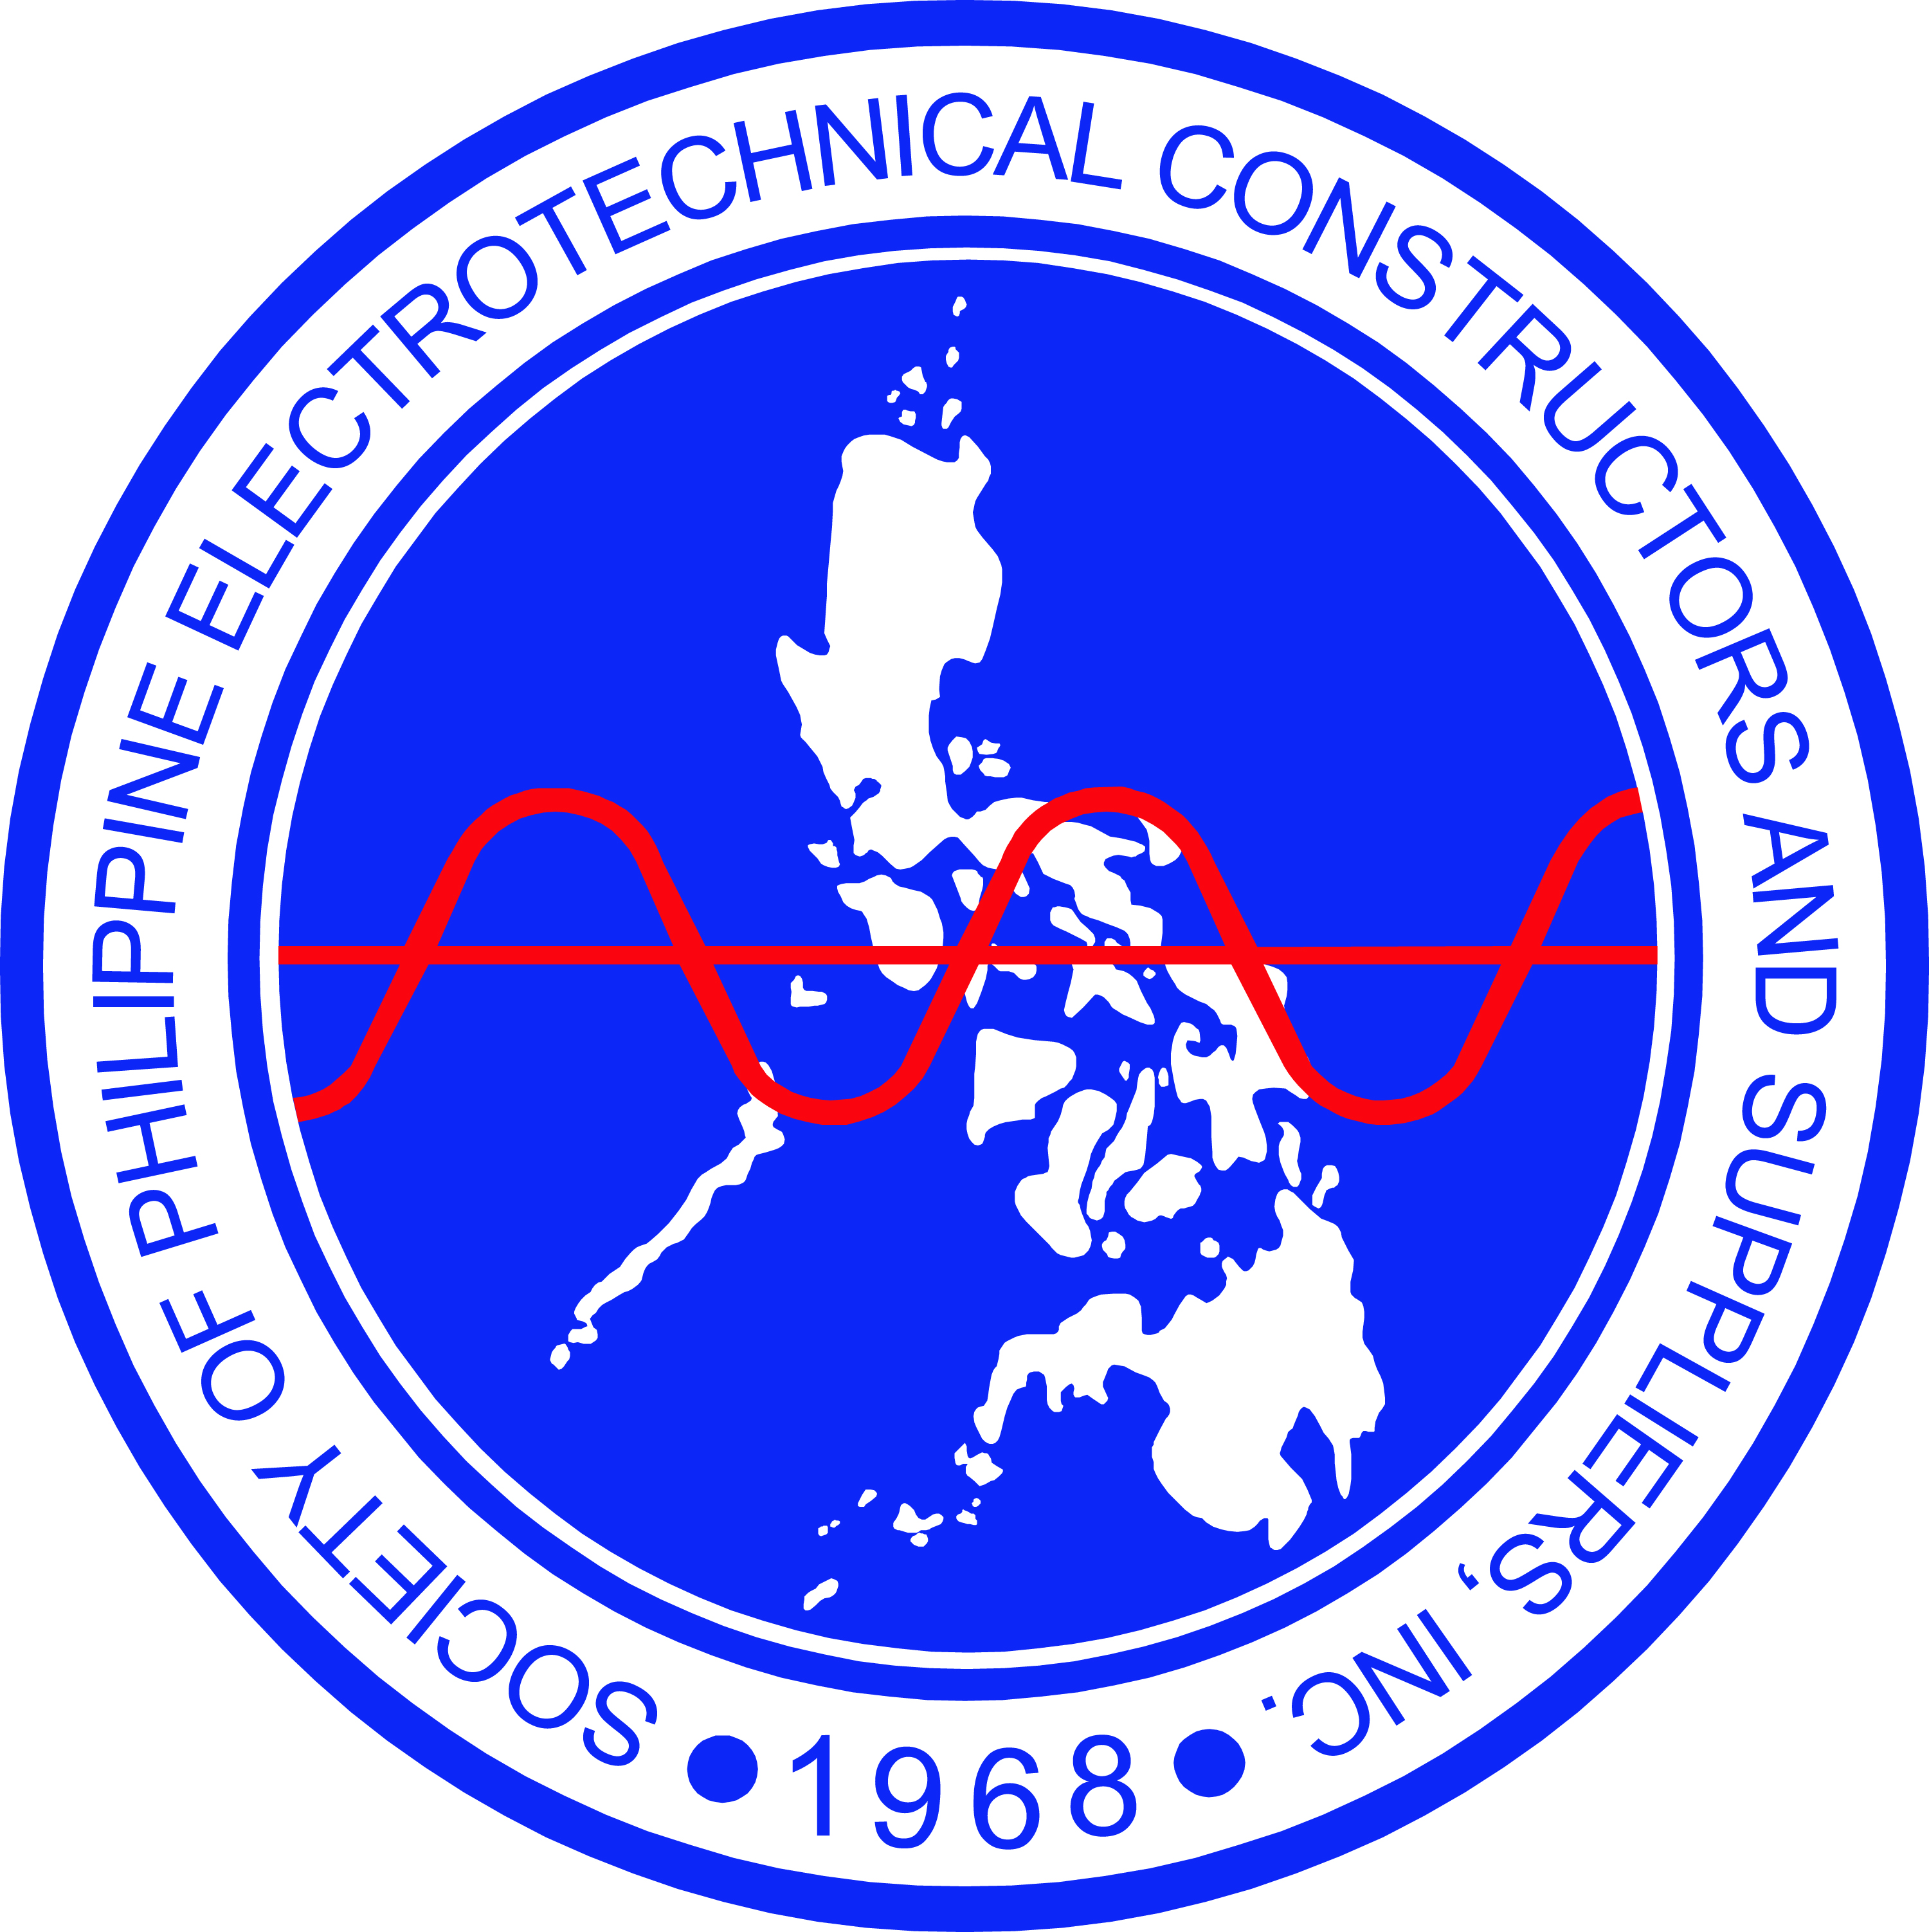 SOCIETY OF PHILIPPINE ELECTROTECHNICAL CONSTRUCTORS AND SUPPLIERS, INC.
• 1968 •